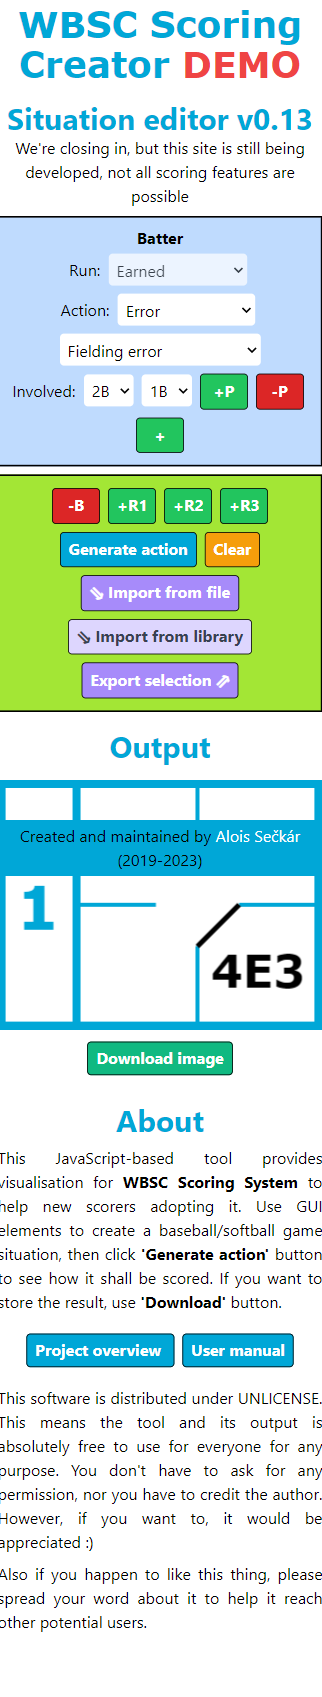 WBSC Scoring
Creator DEMO
Situation editor v0.13
We're closing in, but this site is still being
developed, not all scoring features are
possible
Batter
Run: Earned
Action: Error
Fielding error
Involved: 2B 1B +P -P
+
-B +R1 +R2 +R3
Generate action Clear
⇘ Import from file
⇘ Import from library
Export selection ⇗
Output
Created and maintained by Alois Sečkár
(2019-2023)
1
4E3
Download image
About
This JavaScript-based tool provides
visualisation for WBSC Scoring System to
help new scorers adopting it. Use GUI
elements to create a baseball/softball game
situation, then click 'Generate action' button
to see how it shall be scored. If you want to
store the result, use 'Download' button.
Project overview User manual
This software is distributed under UNLICENSE.
This means the tool and its output is
absolutely free to use for everyone for any
purpose. You don't have to ask for any
permission, nor you have to credit the author.
However, if you want to, it would be
appreciated :)
Also if you happen to like this thing, please
spread your word about it to help it reach
other potential users.